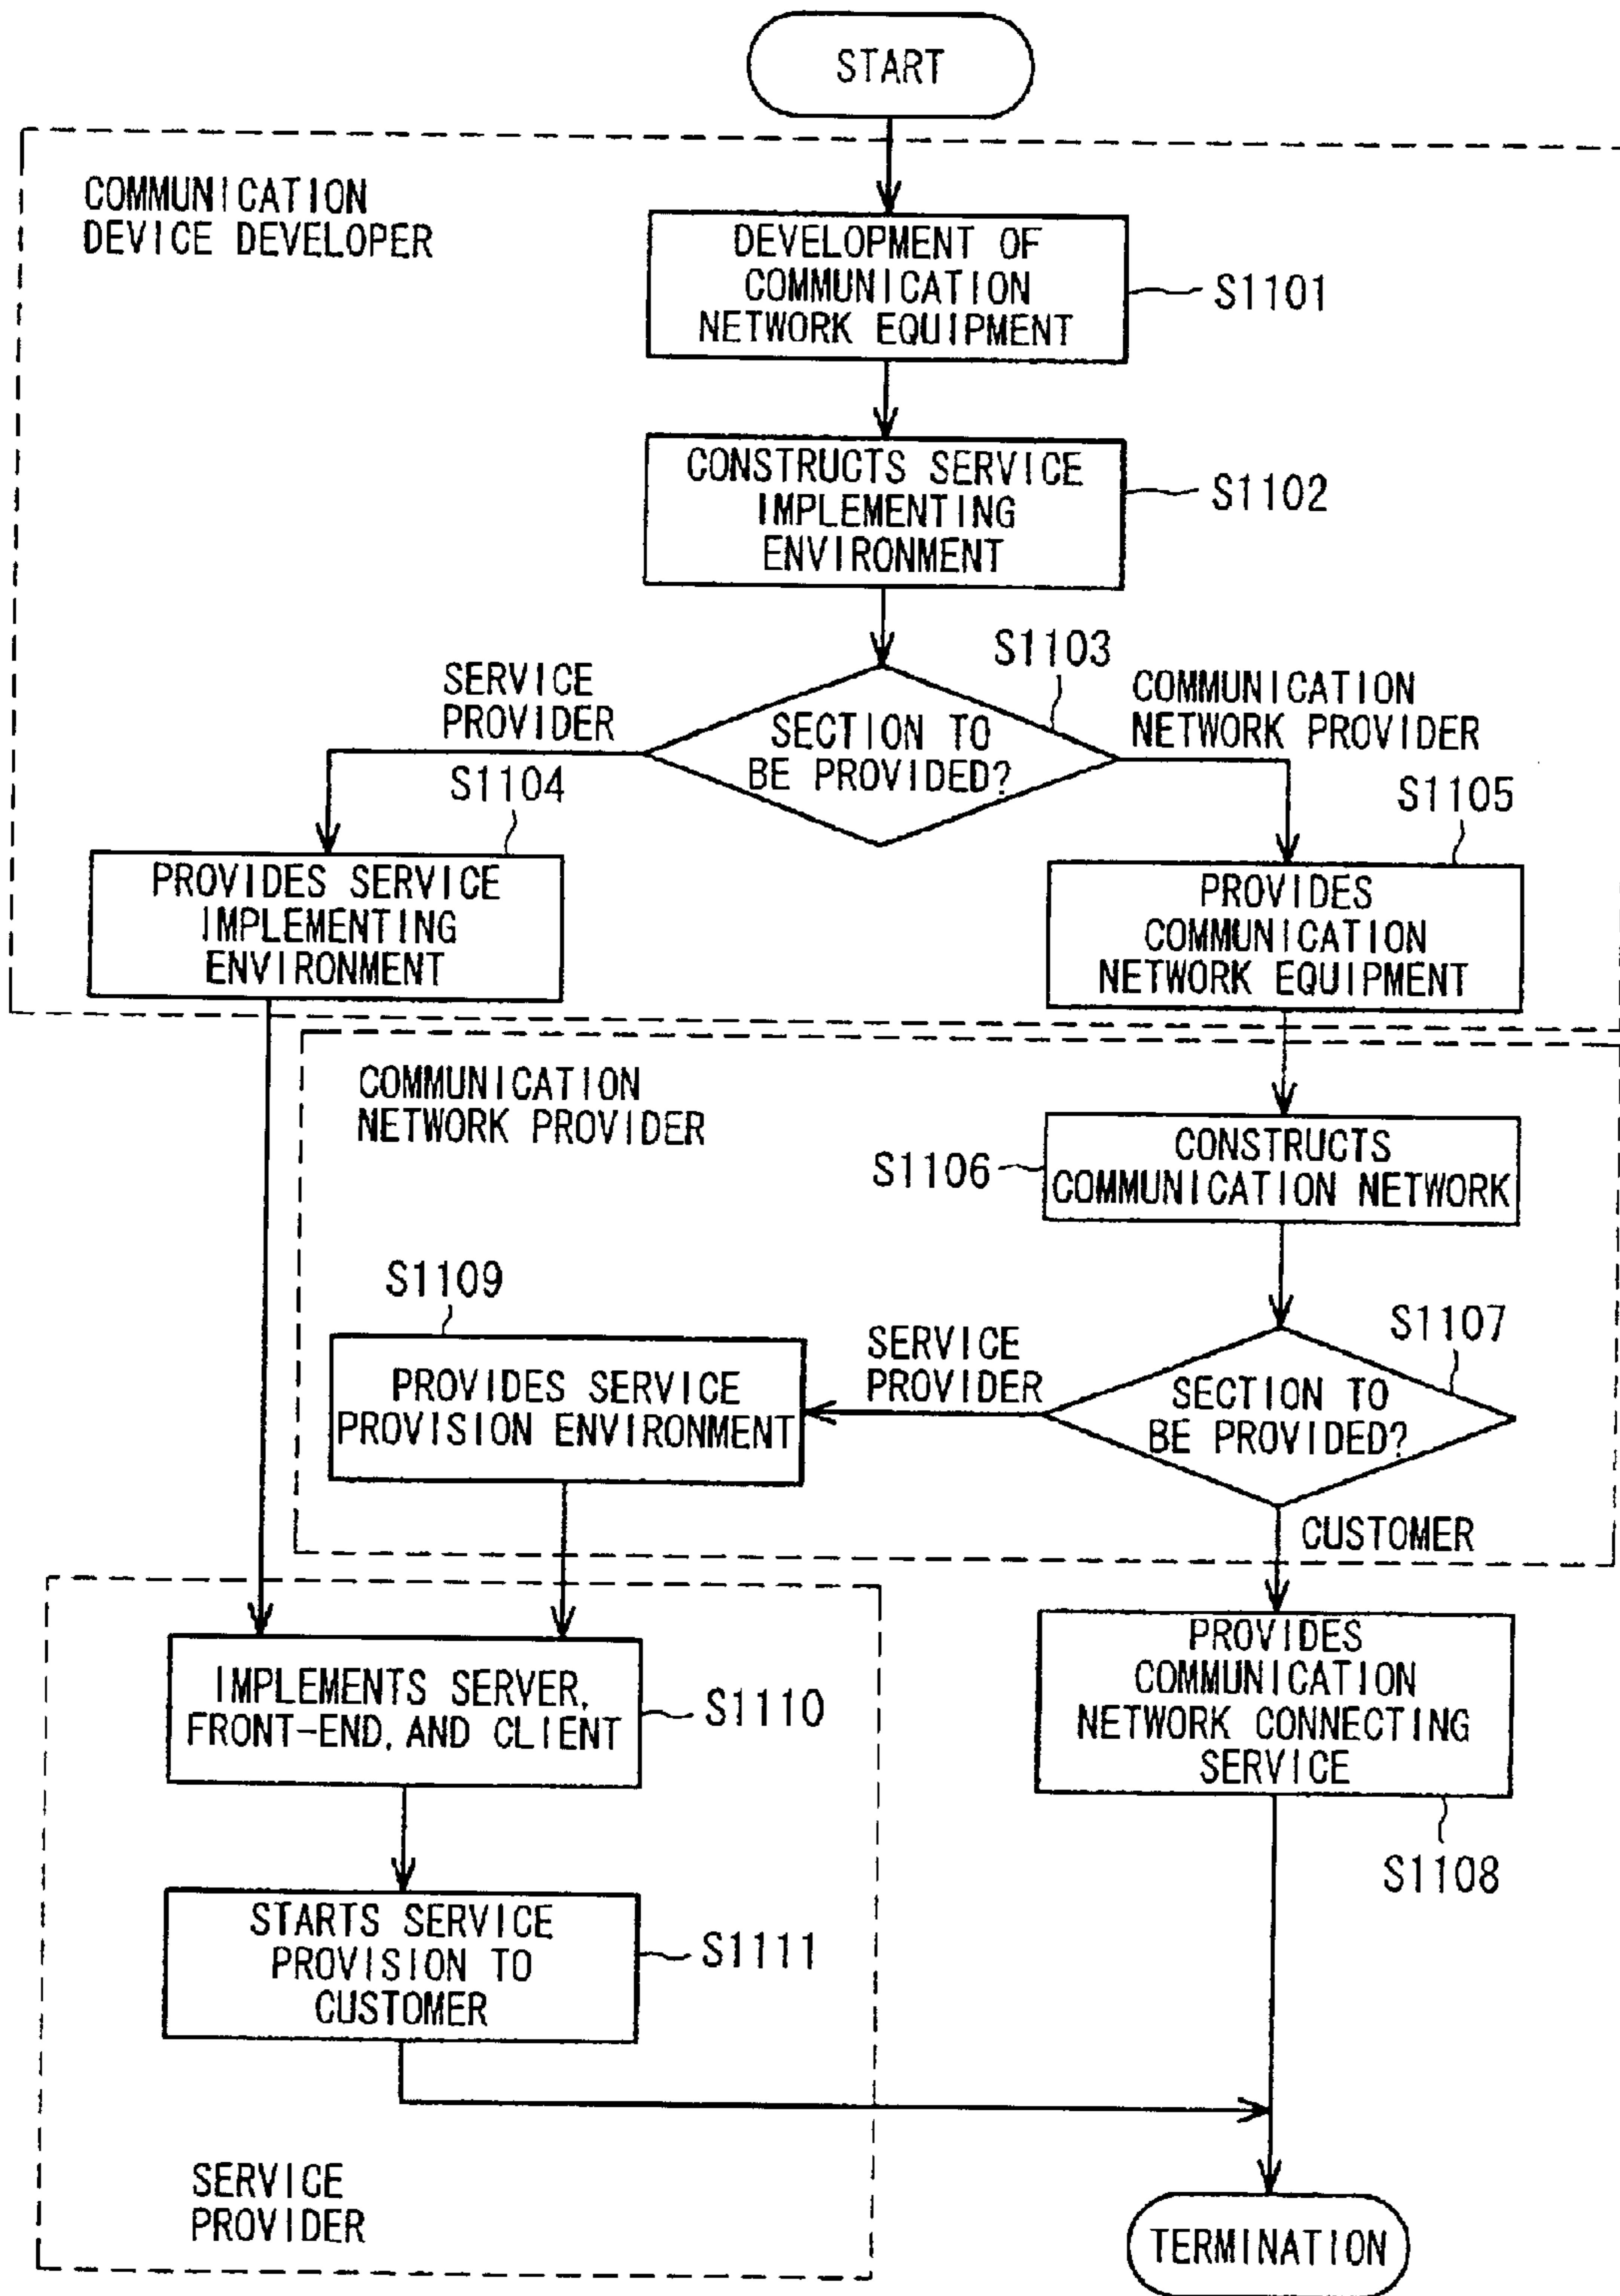 START
COMMUNICATION
DEVICE DEVELOPER
DEVELOPMENT OF
COMMUNICATION
NETWORK EQUIPMENT
S1101
CONSTRUCTS SERVICE
IMPLEMENTING
ENVIRONMENT
S1102
S1103
SERVICE
PROVIDER
COMMUNICATION
NETWORK PROVIDER
SECTION TO
BE PROVIDED?
S1104
S1105
PROVIDES SERVICE
IMPLEMENTING
ENVIRONMENT
PROVIDES
COMMUNICATION
NETWORK EQUIPMENT
COMMUNICATION
NETWORK PROVIDER
S1106
CONSTRUCTS
COMMUNICATION NETWORK
S1109
S1107
SERVICE
PROVIDER
PROVIDES SERVICE
PROVISION ENVIRONMENT
SECTION TO
BE PROVIDED?
CUSTOMER
IMPLEMENTS SERVER,
FRONT-END, AND CLIENT
S1110
PROVIDES
COMMUNICATION
NETWORK CONNECTING
SERVICE
S1108
STARTS SERVICE
PROVISION TO
CUSTOMER
S1111
SERVICE
PROVIDER
TERMINATION